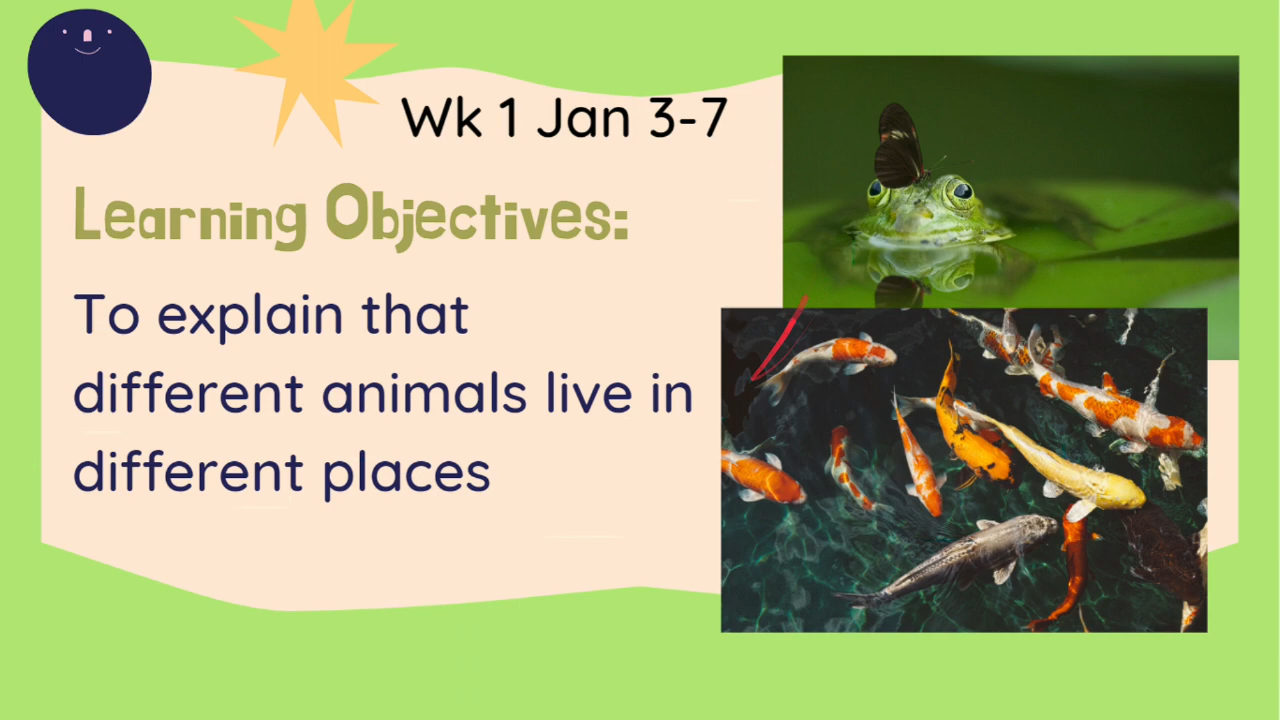 Wk 1 Jan 3-7
Learning Objectives:
To explain that
different animals live in
different places